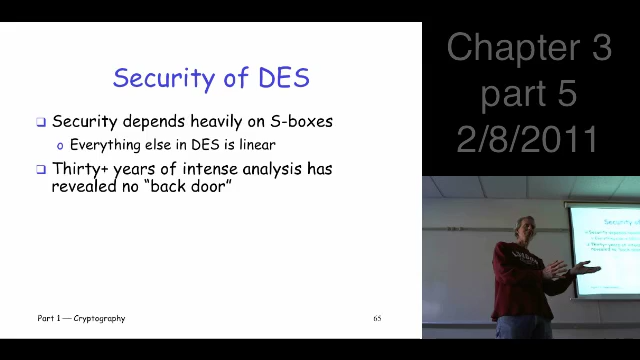 Security of DES
❑ Security depends heavily on S-boxes
o Everything else in DES is linear
❑ Thirty+ years of intense analysis has
revealed no “back door”
Part 1 — Cryptography
65
Chapter 3
part 5
2/8/2011